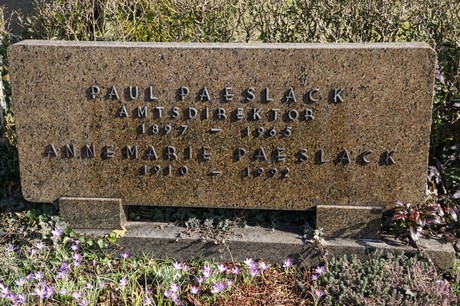 PAUL PAESLACK
AMTSDIREKTOR
1897 – 1965
ANNEMARIE PAESLACK
1910 – 1992